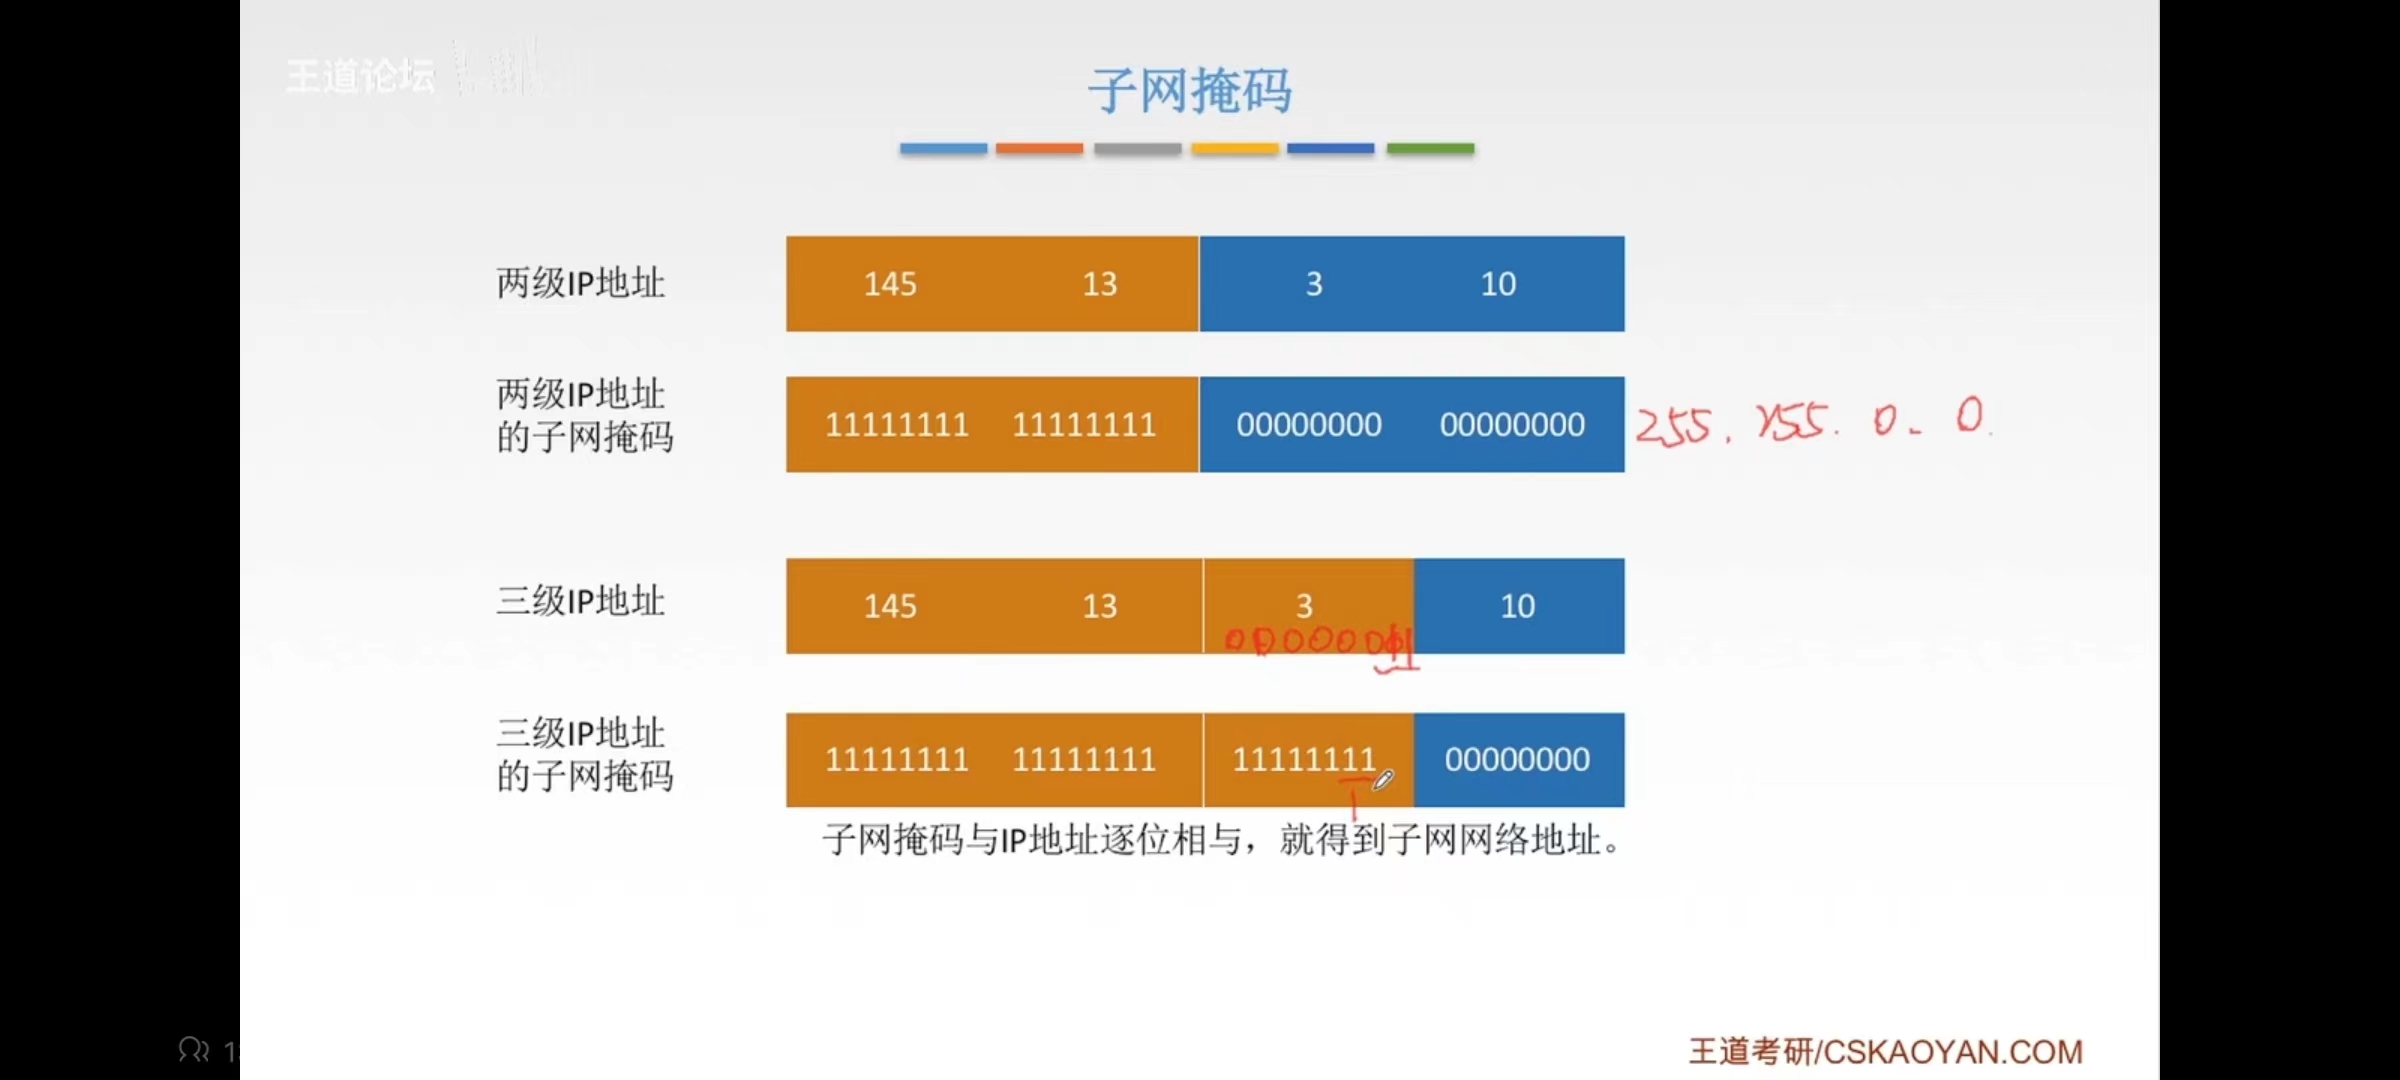 王道论坛
子网掩码
两级IP地址 145 13 3 10
两级IP地址
的子网掩码
11111111 11111111 00000000 00000000 255. 255. 0. 0
三级IP地址 145 13 3 10
000000
三级IP地址
的子网掩码
11111111 11111111 11111111 00000000
子网掩码与IP地址逐位相与，就得到子网网络地址。
王道考研/CSKAOYAN.COM